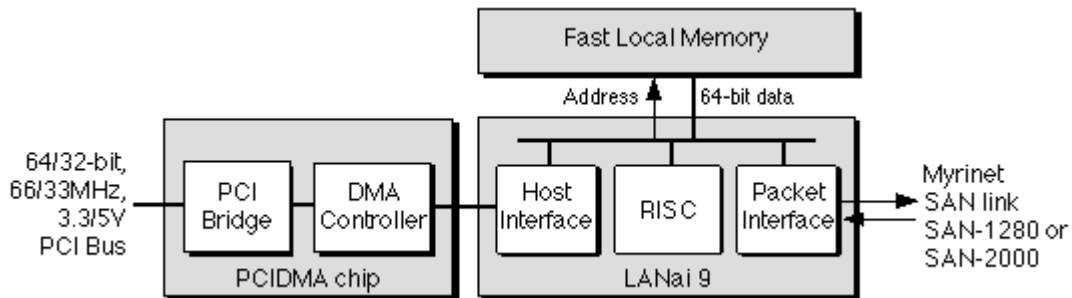 Fast Local Memory
Address
64-bit data
64/32-bit,
66/33MHz,
3.3/5V
PCI Bus
PCI
Bridge
DMA
Controller
PCIDMA chip
Host
Interface
RISC
Packet
Interface
LANai 9
Myrinet
SAN link
SAN-1280 or
SAN-2000